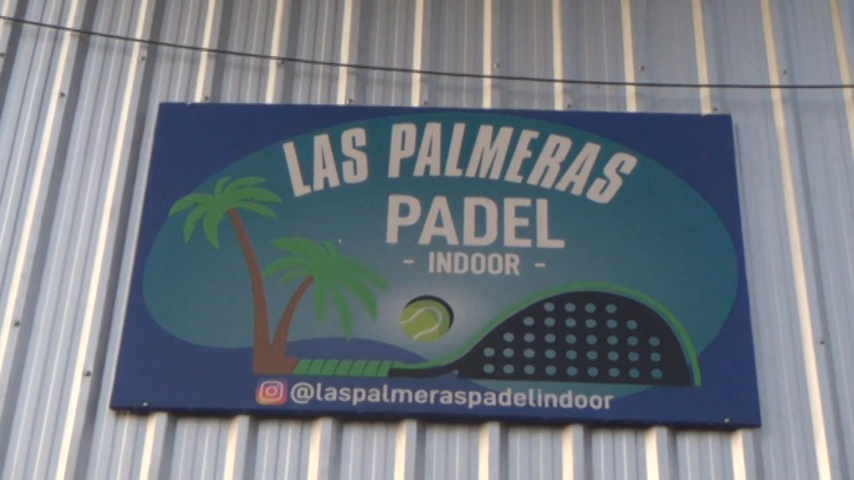 LAS PALMERAS
PADEL
- INDOOR -
@laspalmeraspadelindoor